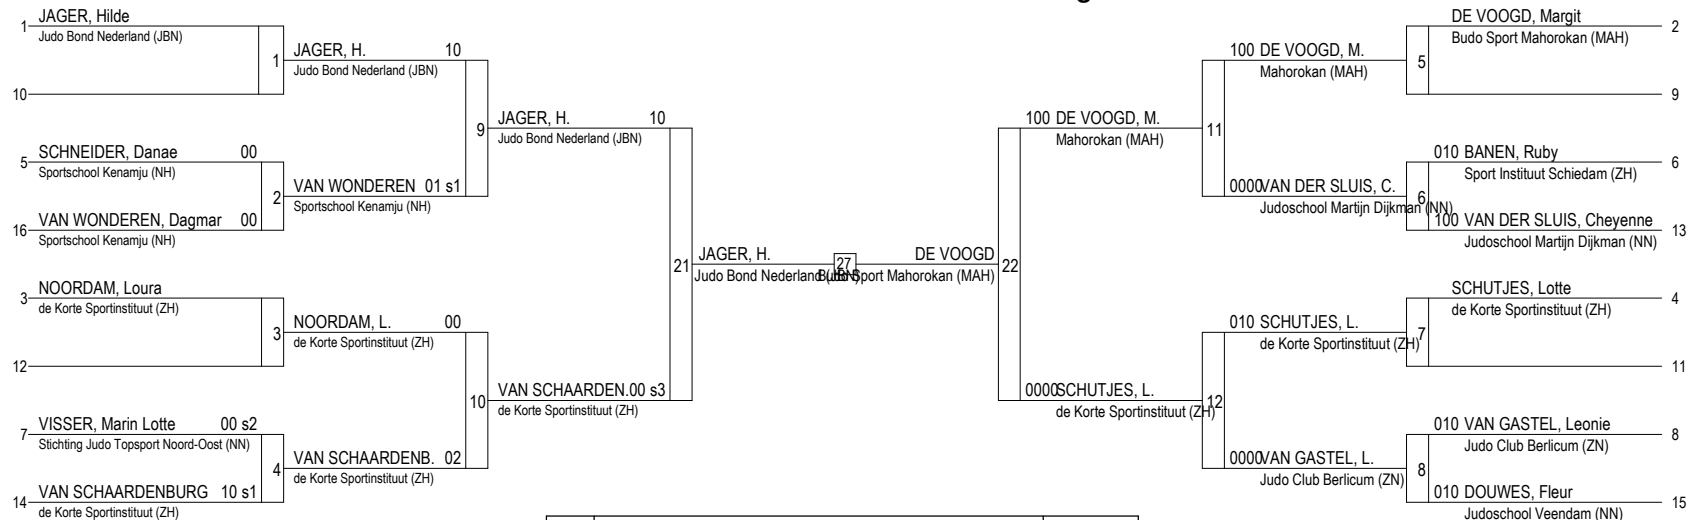 1 JAGER, Hilde
Judo Bond Nederland (JBN)
10
1
5 SCHNEIDER, Danae 00
Sportschool Kenamju (NH)
16 VAN WONDEREN, Dagmar 00
Sportschool Kenamju (NH)
2
3 NOORDAM, Loura
de Korte Sportinstituut (ZH)
12
3
7 VISSER, Marin Lotte 00 s2
Stichting Judo Topsport Noord-Oost (NN)
14 VAN SCHAARDENBURG 10 s1
de Korte Sportinstituut (ZH)
4
JAGER, H. 10
Judo Bond Nederland (JBN)
VAN WONDEREN 01 s1
Sportschool Kenamju (NH)
9
NOORDAM, L. 00
de Korte Sportinstituut (ZH)
VAN SCHAARDENB. 02
de Korte Sportinstituut (ZH)
10
JAGER, H. 10
Judo Bond Nederland (JBN)
VAN SCHAARDEN. 00 s3
de Korte Sportinstituut (ZH)
21
JAGER, H.
Judo Bond Nederland (JBN)
27
DE VOOGD
Budo Sport Mahorokan (MAH)
22
100 DE VOOGD, M.
Mahorokan (MAH)
0000 SCHUTJES, L.
de Korte Sportinstituut (ZH)
11
100 DE VOOGD, M.
Mahorokan (MAH)
0000 VAN DER SLUIS, C.
Judoschool Martijn Dijkman (NN)
12
010 SCHUTJES, L.
de Korte Sportinstituut (ZH)
0000 VAN GASTEL, L.
Judo Club Berlicum (ZN)
5
DE VOOGD, Margit 2
Budo Sport Mahorokan (MAH)
9
6
010 BANEN, Ruby 6
Sport Instituut Schiedam (ZH)
100 VAN DER SLUIS, Cheyenne 13
Judoschool Martijn Dijkman (NN)
7
SCHUTJES, Lotte 4
de Korte Sportinstituut (ZH)
11
8
010 VAN GASTEL, Leonie 8
Judo Club Berlicum (ZN)
010 DOUWES, Fleur 15
Judoschool Veendam (NN)